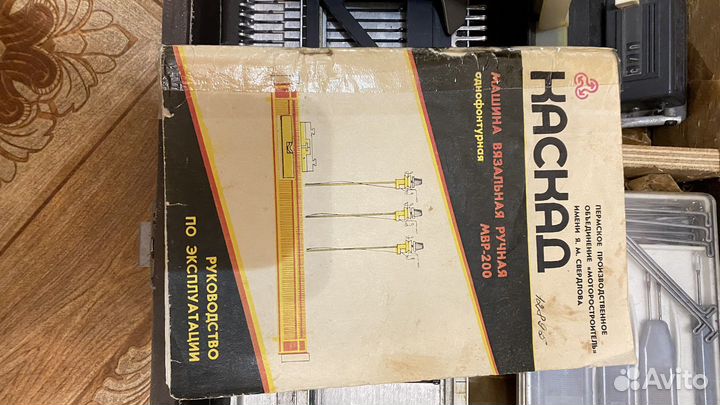 ПЕРМСКОЕ ПРОИЗВОДСТВЕННОЕ
ОБЪЕДИНЕНИЕ «МОТОРОСТРОИТЕЛЬ»
ИМЕНИ Я. М. СВЕРДЛОВА
КАСКАД
МАШИНА ВЯЗАЛЬНАЯ РУЧНАЯ МВР-200
однофонтурная
РУКОВОДСТВО
ПО ЭКСПЛУАТАЦИИ
Avito